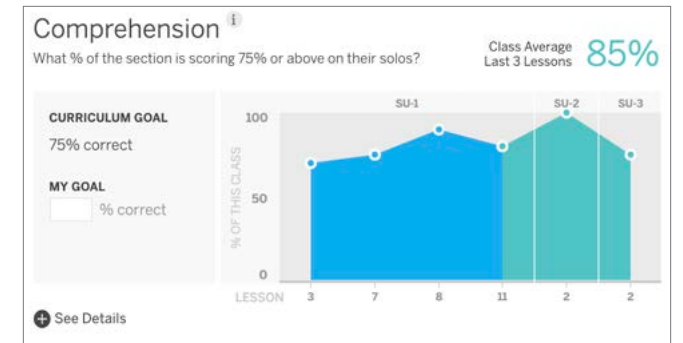 Comprehension i
What % of the section is scoring 75% or above on their solos?
Class Average
Last 3 Lessons
85%
CURRICULUM GOAL
75% correct
MY GOAL
% correct
SU-1 SU-2 SU-3
% OF THIS CLASS
100
50
0
LESSON 3 7 8 11 2 2
+ See Details